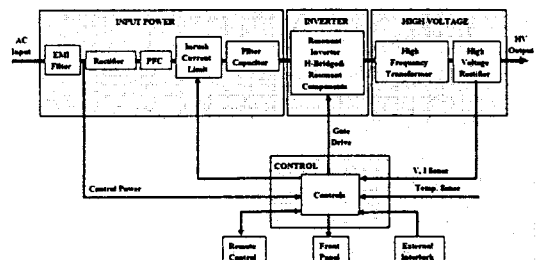 INPUT POWER
INVERTER
HIGH VOLTAGE
AC
Input
EMI
Filter
Rectifier
PFC
Inrush
Current
Limit
Filter
Capacitor
Resonant
Inverter
H-Bridge&
Resonant
Components
High
Frequency
Transformer
High
Voltage
Rectifier
HV
Output
Gate
Drive
CONTROL
Controls
Control Power
V, I Sensor
Temp. Sensor
Remote
Control
Front
Panel
External
Interlock